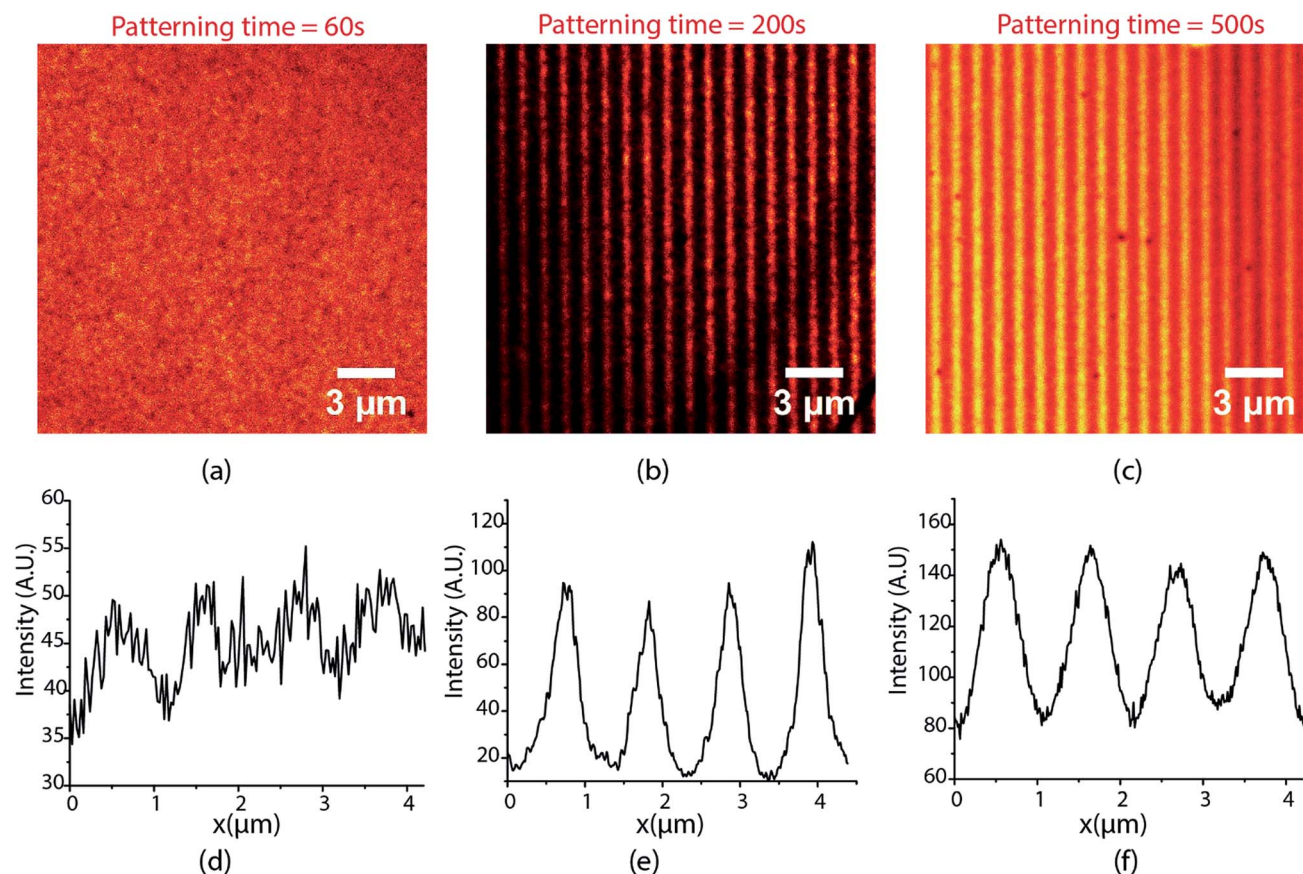 Patterning time = 60s
Patterning time = 200s
Patterning time = 500s
3 µm
3 µm
3 µm
(a)
(b)
(c)
60
55
50
45
40
35
30
Intensity (A.U.)
0
1
2
3
4
x(µm)
(d)
120
100
80
60
40
20
Intensity (A.U.)
0
1
2
3
4
x(µm)
(e)
160
140
120
100
80
60
Intensity (A.U)
0
1
2
3
4
x(µm)
(f)